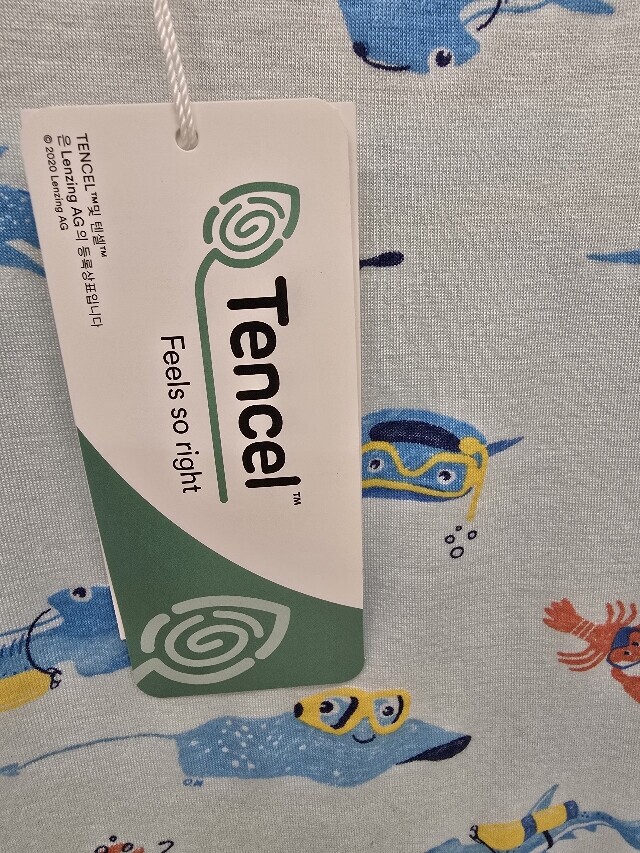 TENCEL™및 텐셀™
은 Lenzing AG의 등록상표입니다
© 2020 Lenzing AG
Tencel™
Feels so right